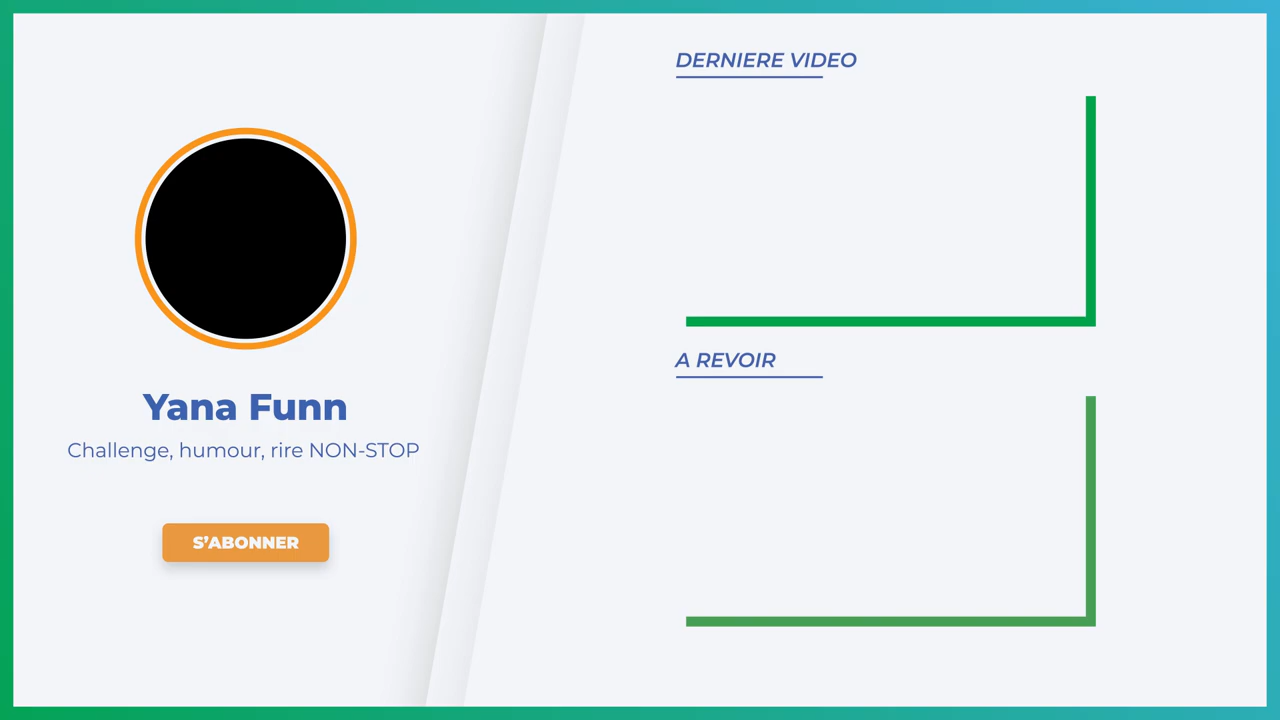 Yana Funn
Challenge, humour, rire NON-STOP
S'ABONNER
DERNIERE VIDEO
A REVOIR